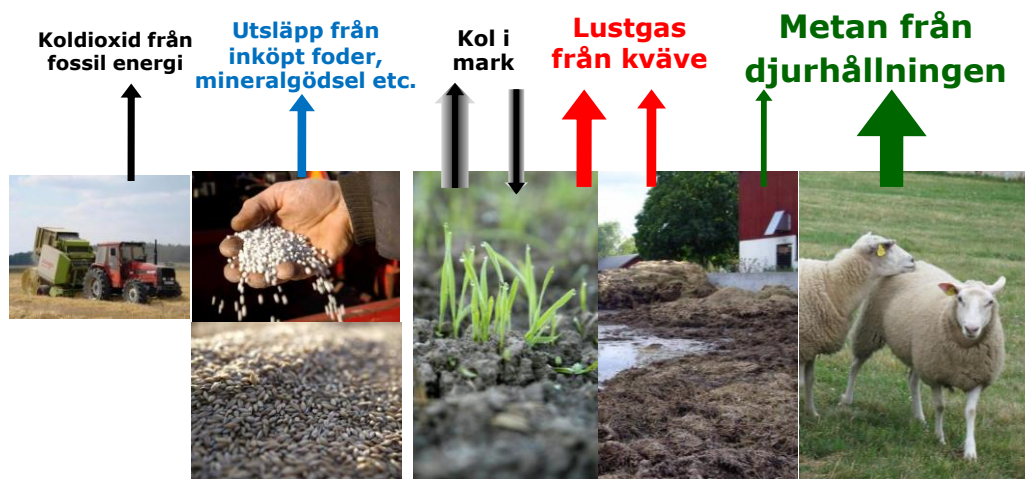 Koldioxid från
fossil energi
Utsläpp från
inköpt foder,
mineralgödsel etc.
Kol i
mark
Lustgas
från kväve
Metan från
djurhållningen